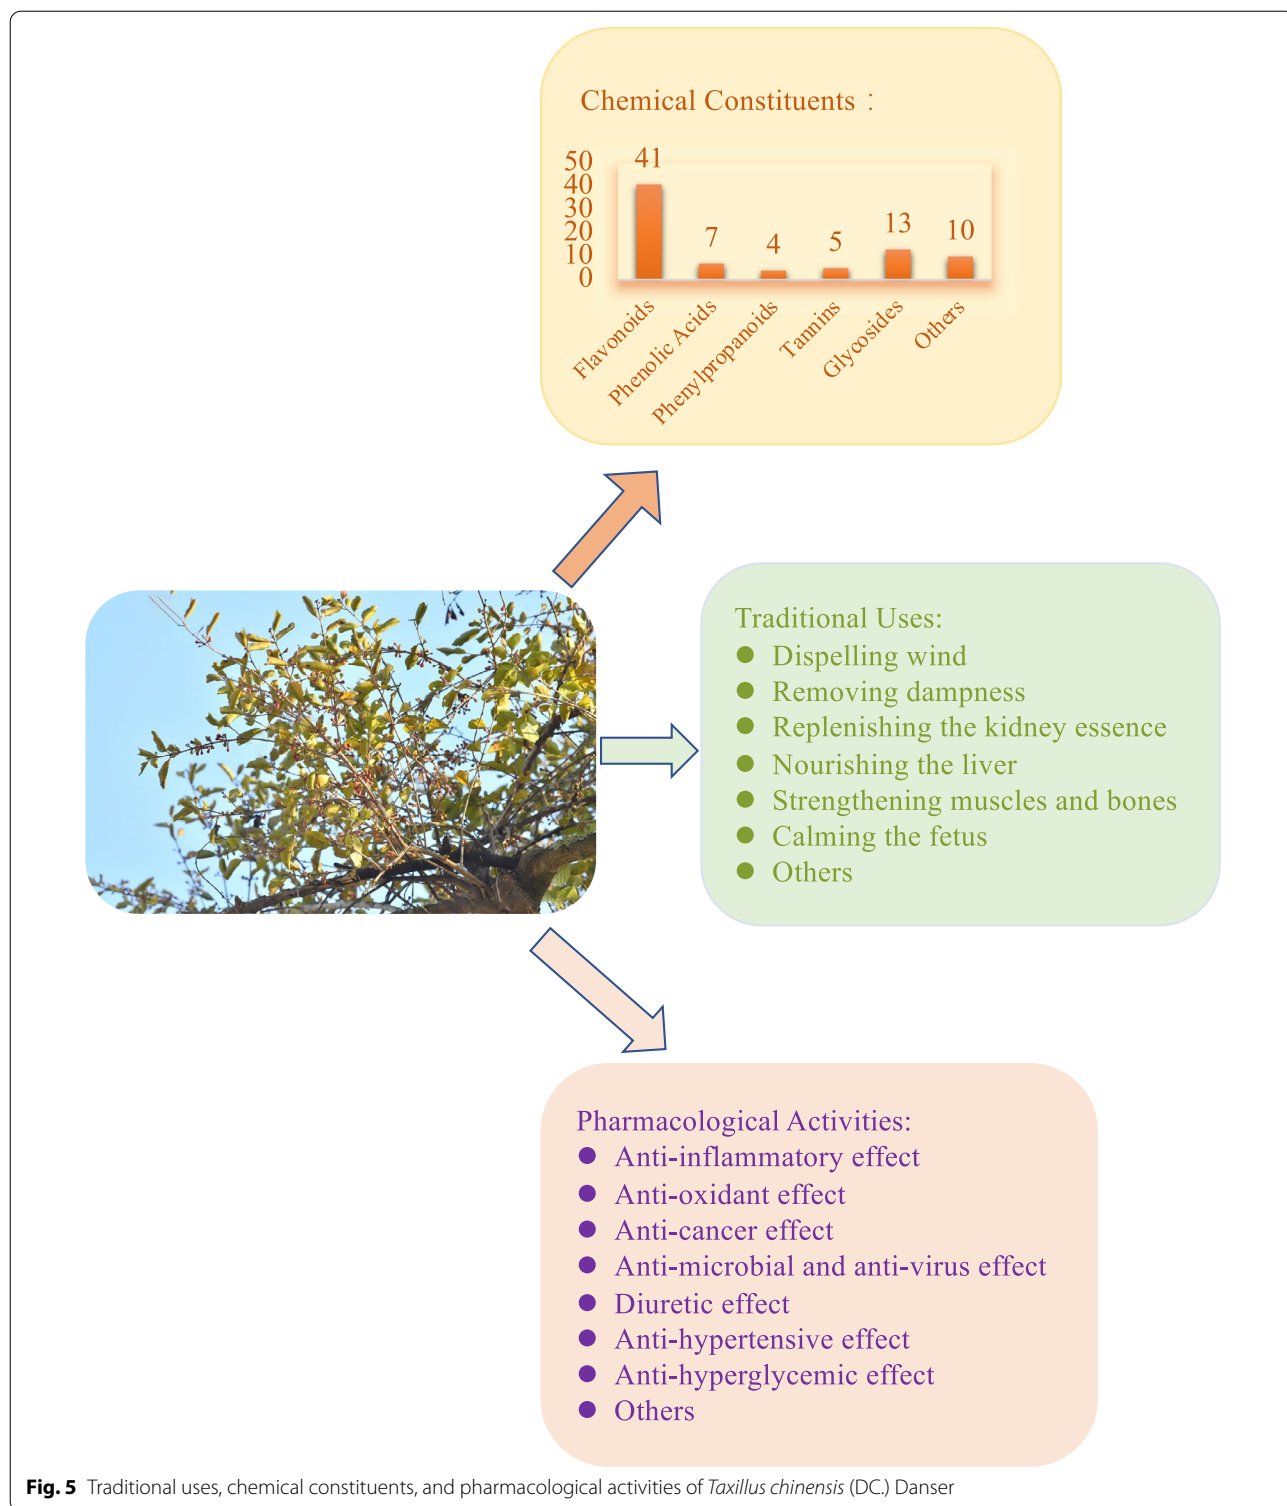 Chemical Constituents：
50
40
30
20
10
0
41
7
4
5
13
10
Flavonoids
Phenolic Acids
Phenylpropanoids
Tannins
Glycosides
Others
Traditional Uses:
● Dispelling wind
● Removing dampness
● Replenishing the kidney essence
● Nourishing the liver
● Strengthening muscles and bones
● Calming the fetus
● Others
Pharmacological Activities:
● Anti-inflammatory effect
● Anti-oxidant effect
● Anti-cancer effect
● Anti-microbial and anti-virus effect
● Diuretic effect
● Anti-hypertensive effect
● Anti-hyperglycemic effect
● Others
Fig. 5 Traditional uses, chemical constituents, and pharmacological activities of Taxillus chinensis (DC.) Danser